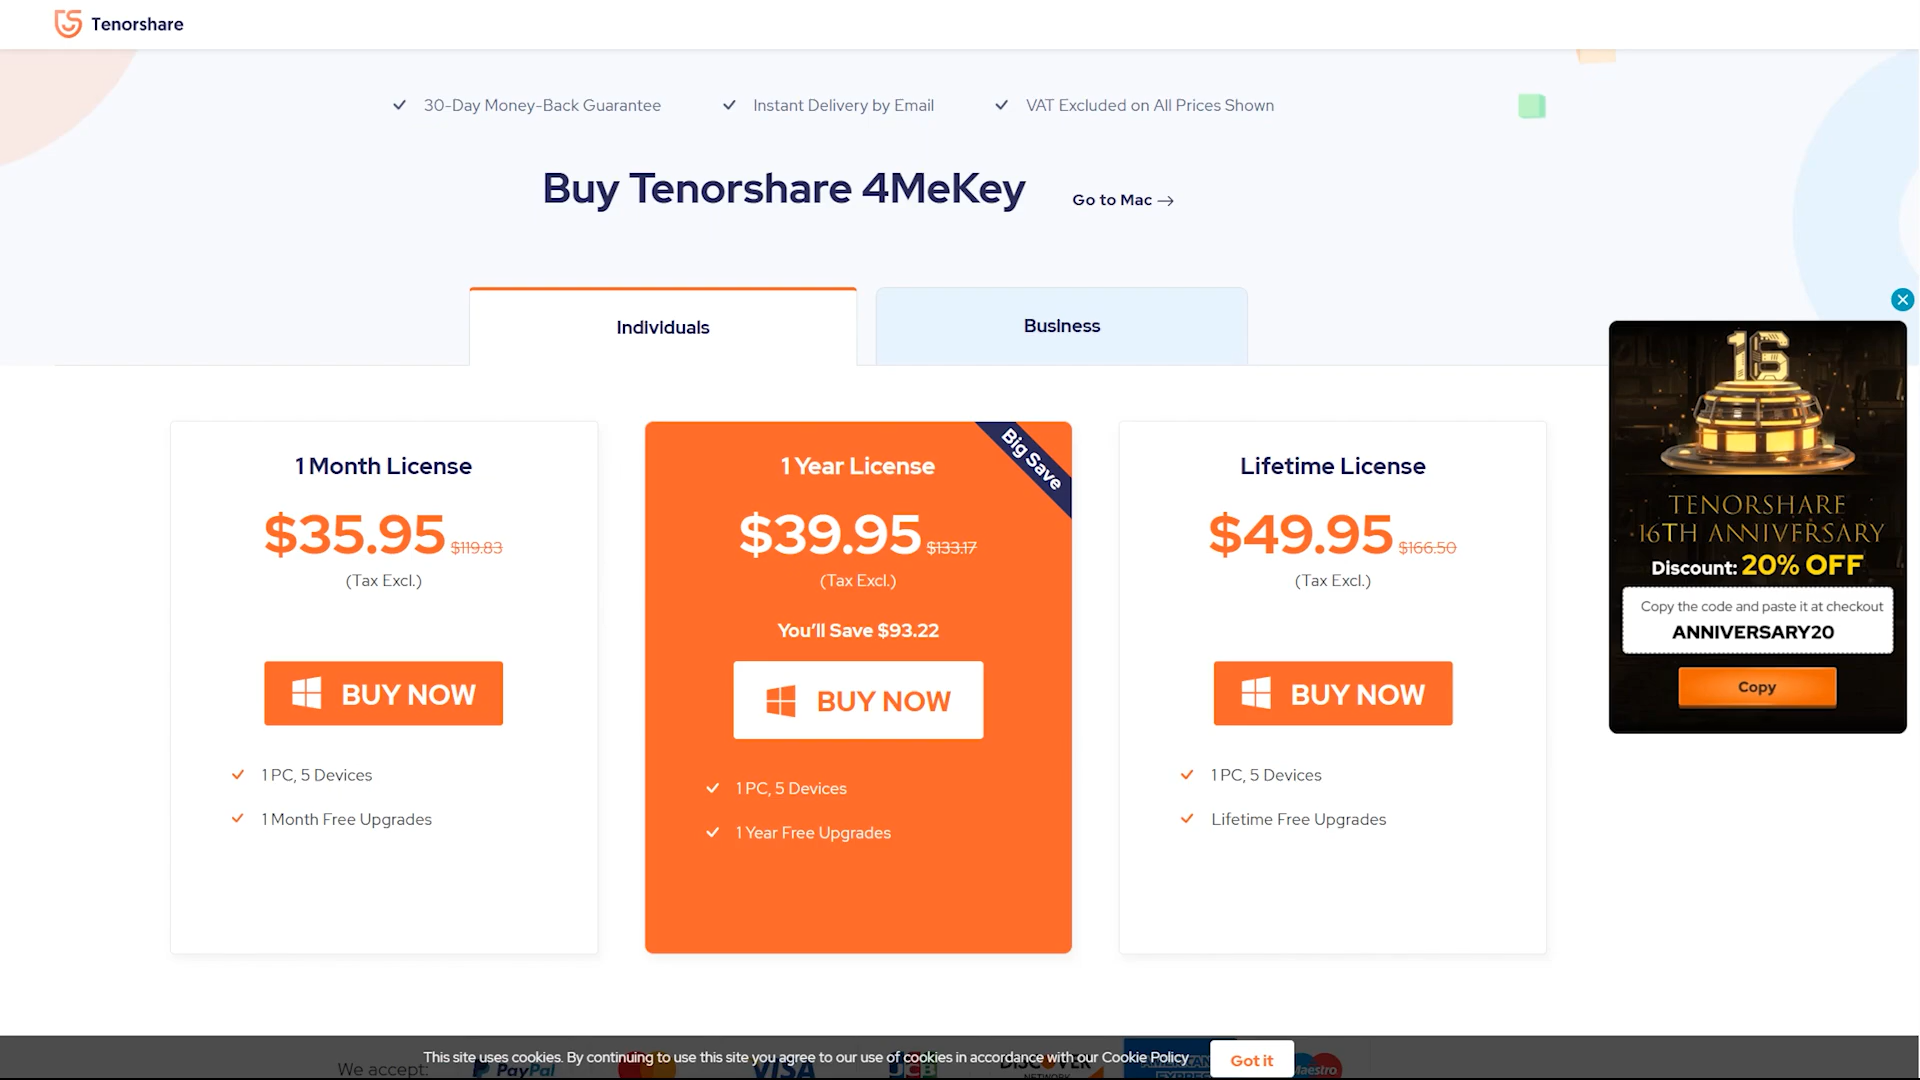 Tenorshare
30-Day Money-Back Guarantee
Instant Delivery by Email
VAT Excluded on All Prices Shown
Buy Tenorshare 4MeKey
Go to Mac →
Individuals
Business
1 Month License
$35.95 $119.83
(Tax Excl.)
BUY NOW
1 PC, 5 Devices
1 Month Free Upgrades
Big Save
1 Year License
$39.95 $133.17
(Tax Excl.)
You'll Save $93.22
BUY NOW
1 PC, 5 Devices
1 Year Free Upgrades
Lifetime License
$49.95 $166.50
(Tax Excl.)
BUY NOW
1 PC, 5 Devices
Lifetime Free Upgrades
16
TENORSHARE
16TH ANNIVERSARY
Discount: 20% OFF
Copy the code and paste it at checkout
ANNIVERSARY20
Copy
This site uses cookies. By continuing to use this site you agree to our use of cookies in accordance with our Cookie Policy
Got it
We accept:
PayPal
VISA
JCB
DISCOVER
NETWORK
AMERICAN
EXPRESS
Maestro